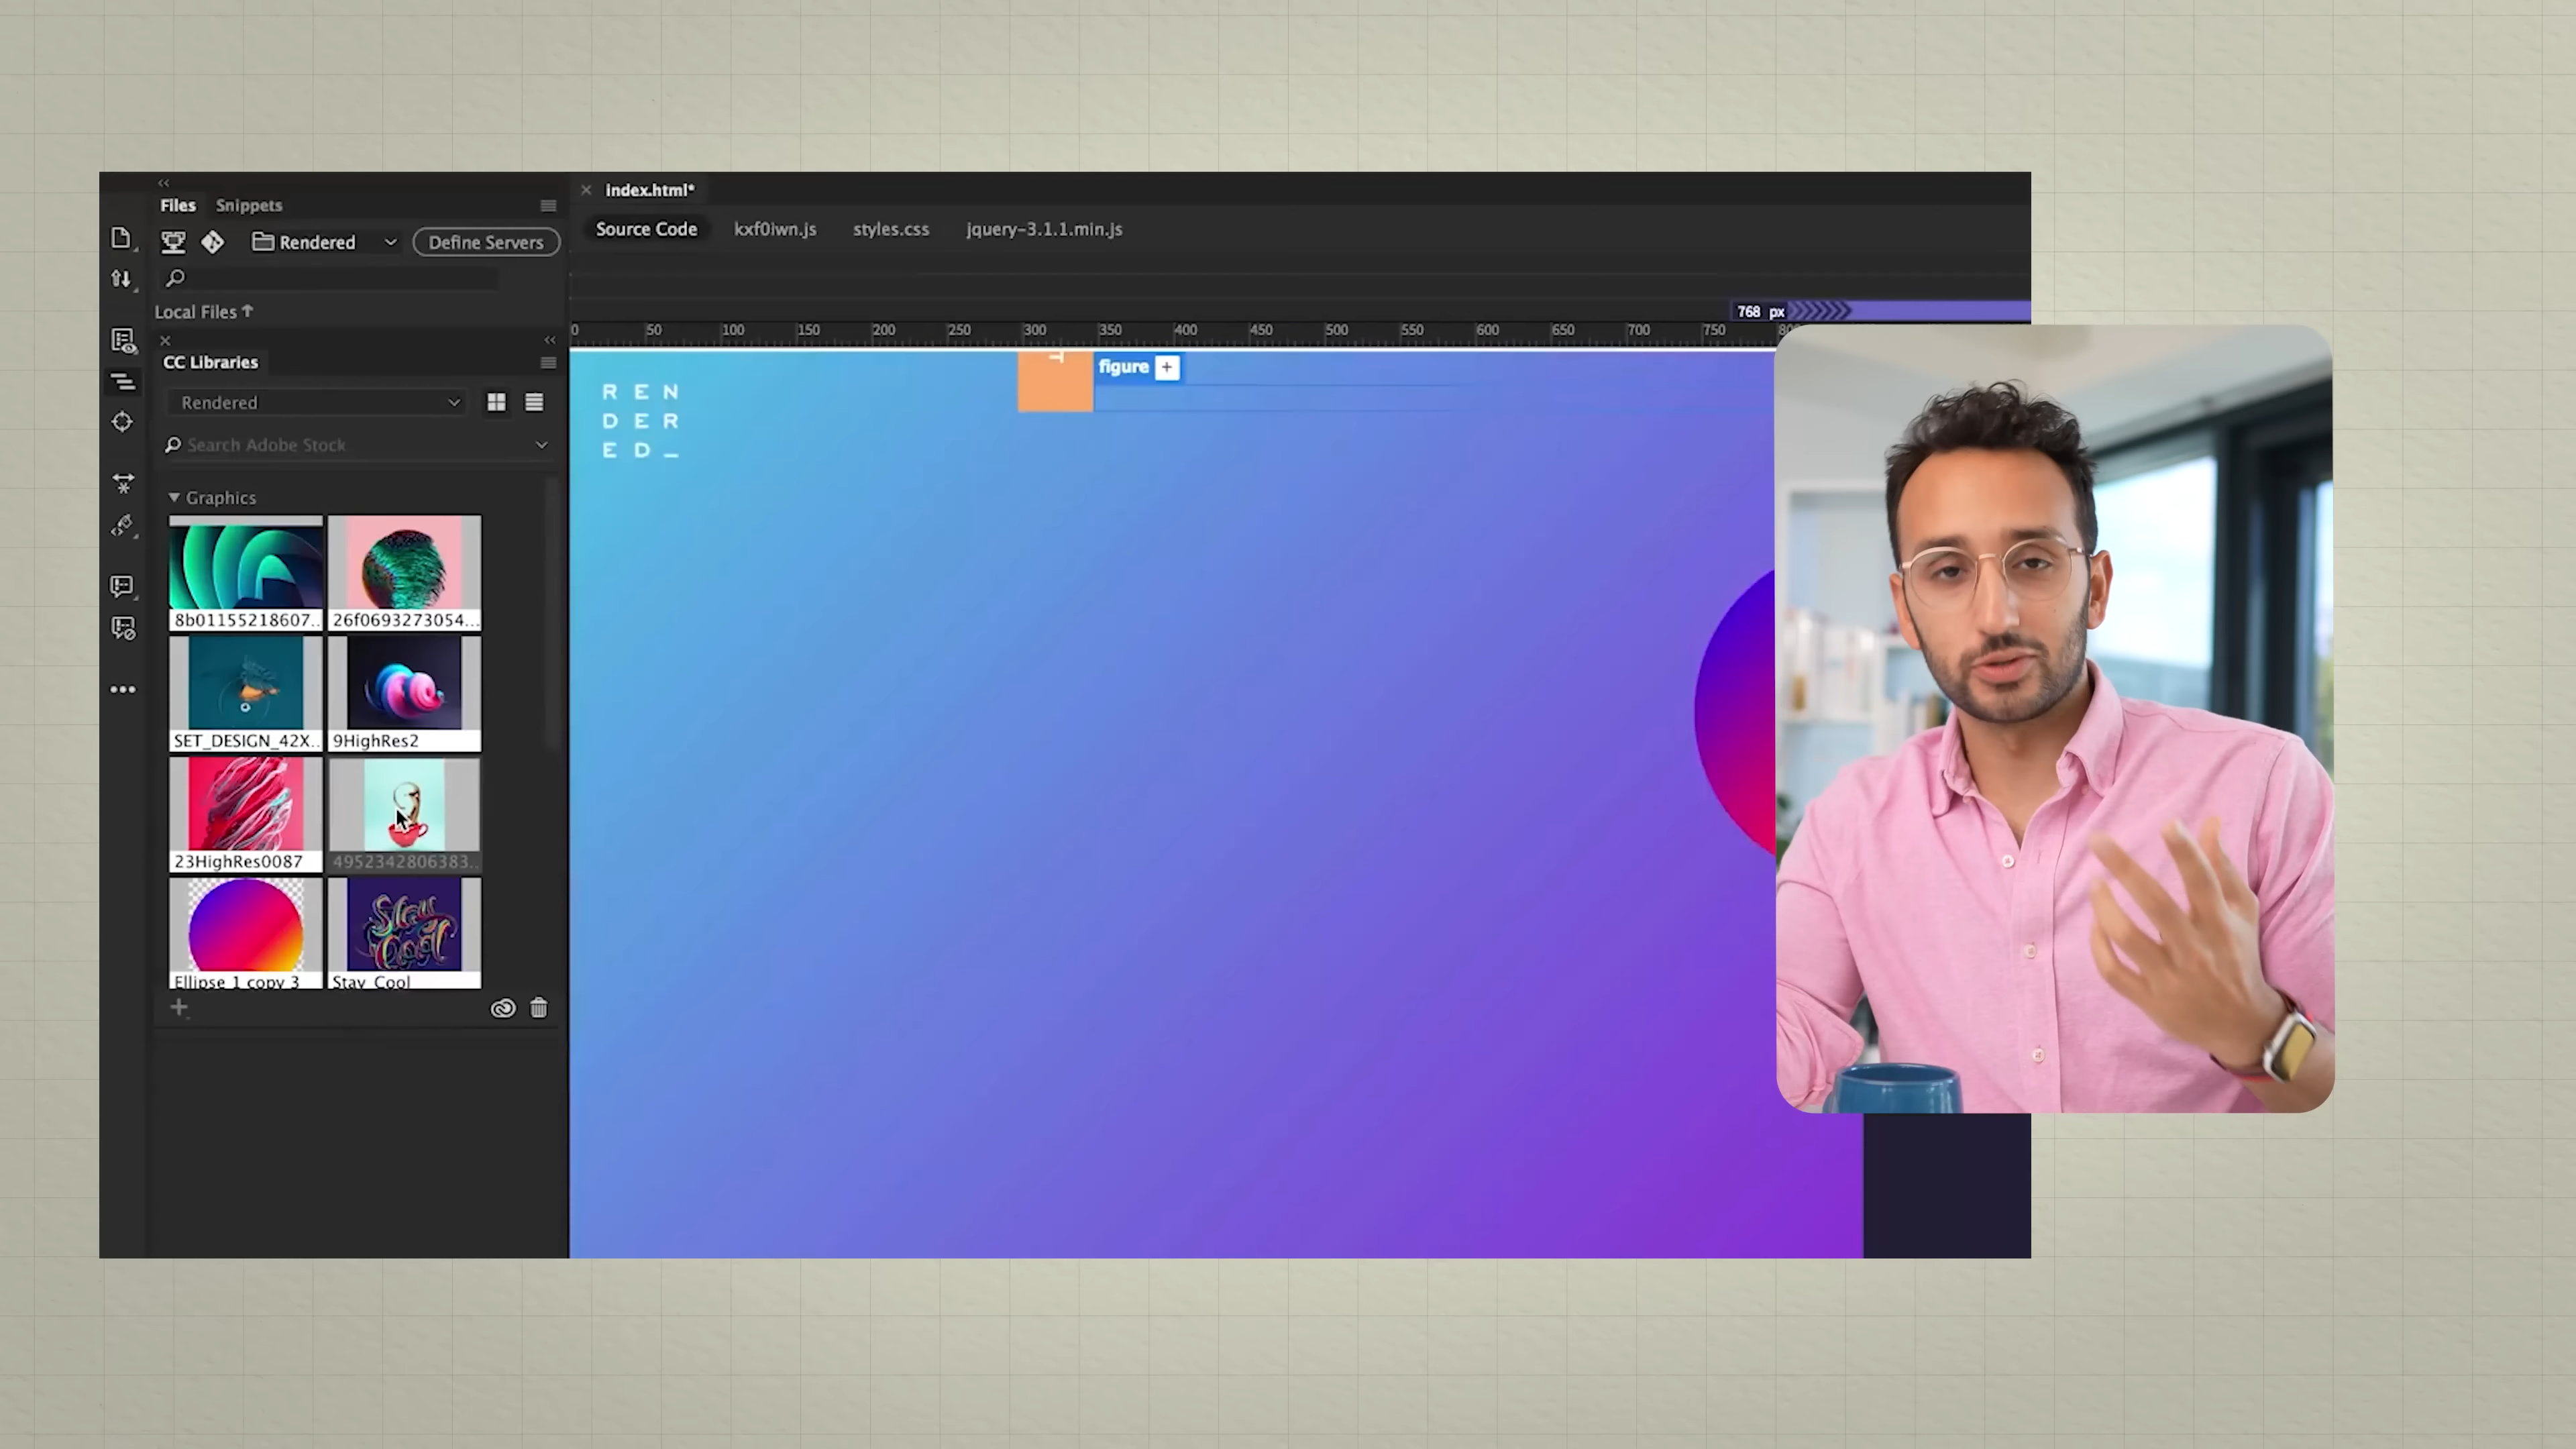 Files
Snippets
Rendered
Define Servers
Local Files
CC Libraries
Rendered
Search Adobe Stock
Graphics
8b01155218607..
26f0693273054...
SET_DESIGN_42X..
9HighRes2
23HighRes0087
4952342806383..
Ellipse 1 copy 3
Stay_Cool
Stay
Cool
index.html*
Source Code
kxf0iwn.js
styles.css
jquery-3.1.1.min.js
768 px
0 50 100 150 200 250 300 350 400 450 500 550 600 650 700 750
figure +
R E N
D E R
E D _